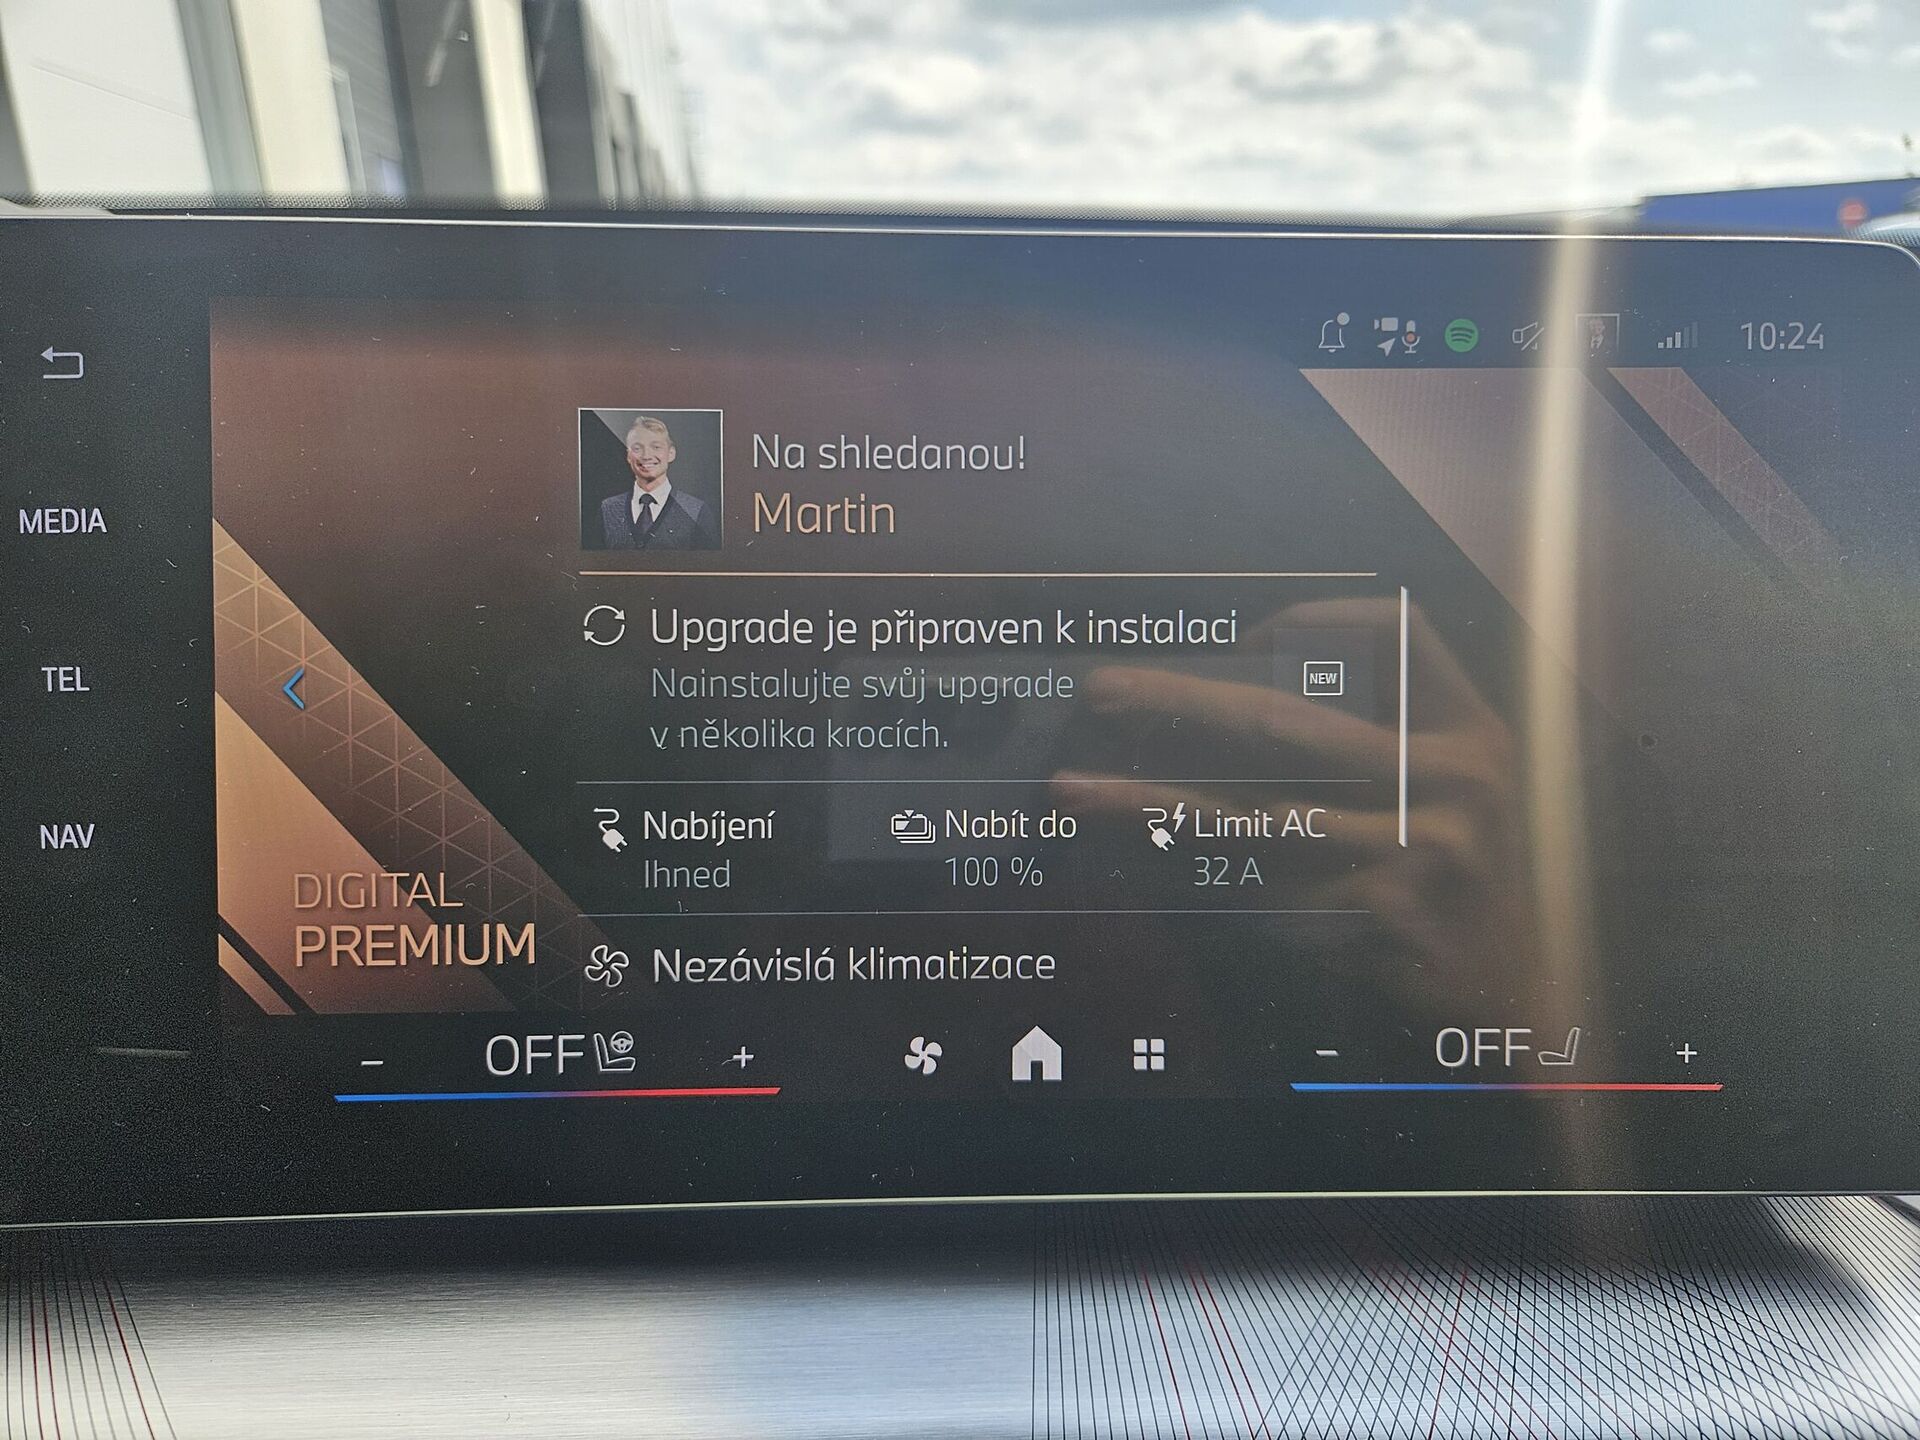 10:24
MEDIA
TEL
NAV
Na shledanou!
Martin
Upgrade je připraven k instalaci
Nainstalujte svůj upgrade
v několika krocích.
NEW
Nabíjení
Ihned
Nabít do
100 %
Limit AC
32 A
DIGITAL
PREMIUM
Nezávislá klimatizace
− OFF +
− OFF +